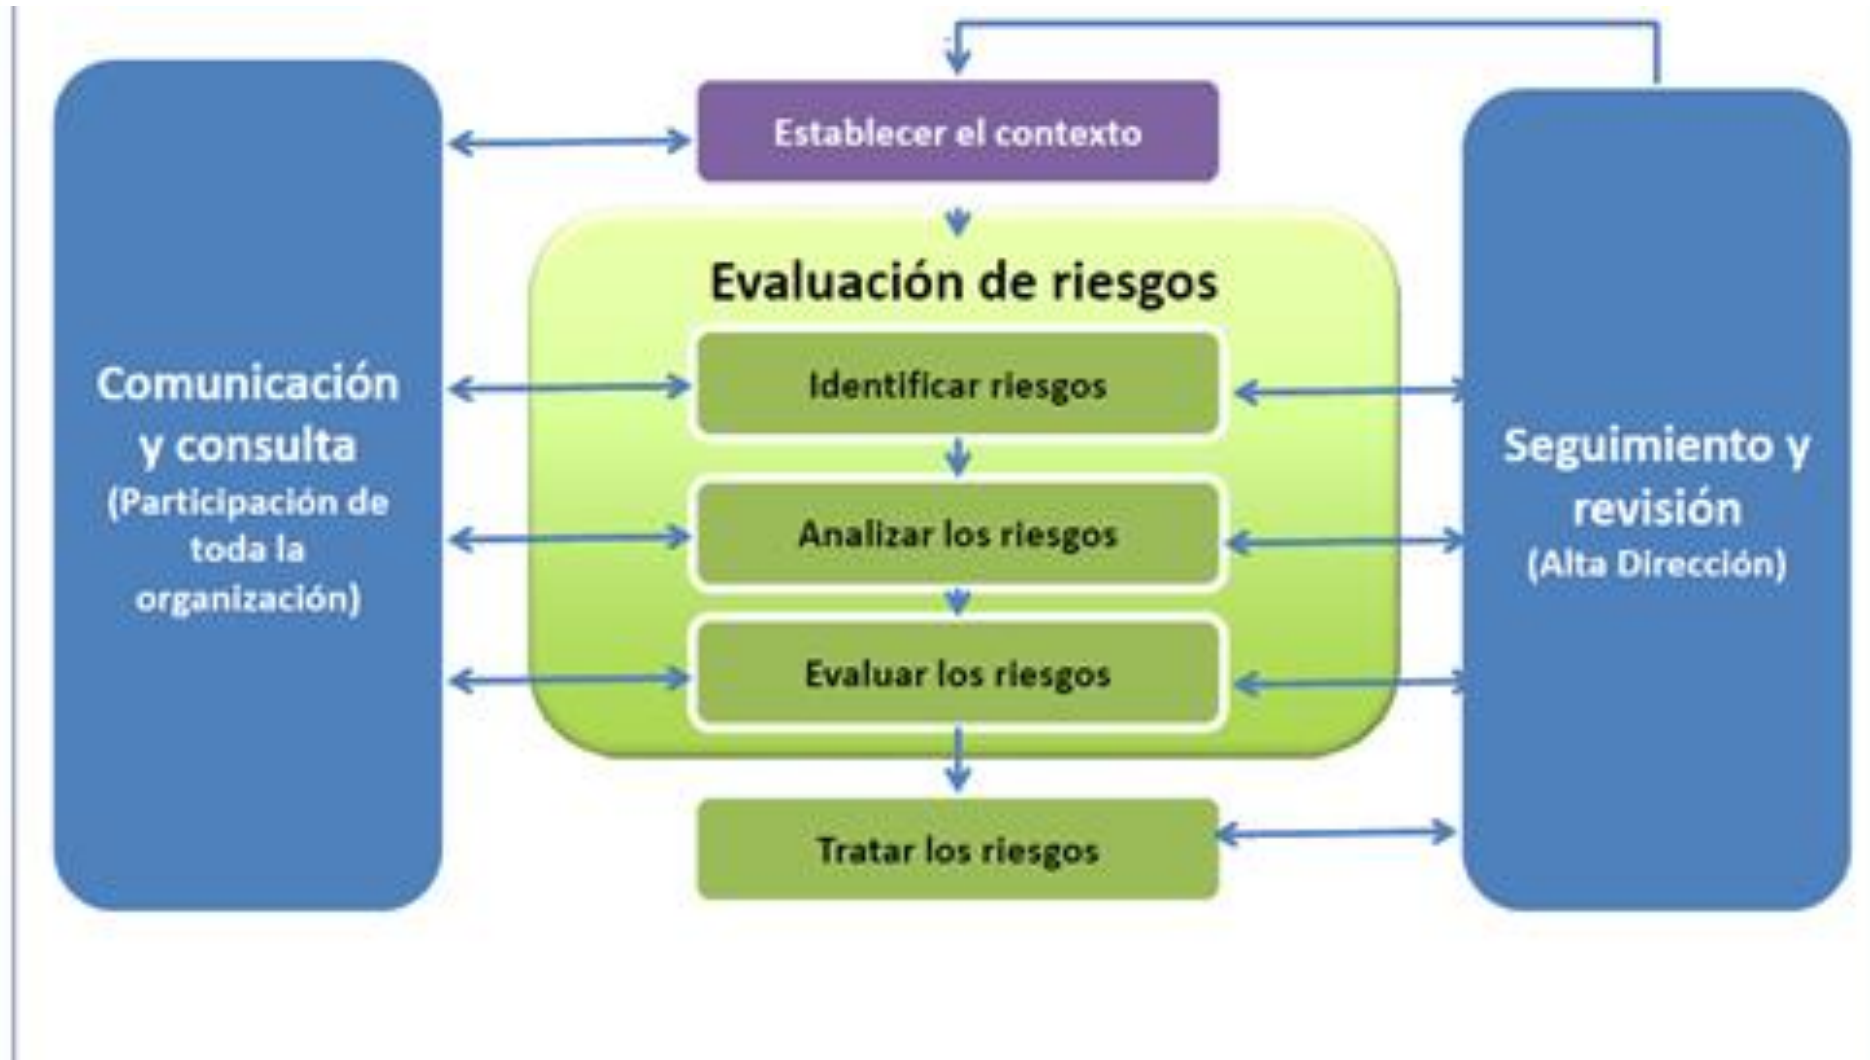 Establecer el contexto
Evaluación de riesgos
Identificar riesgos
Analizar los riesgos
Evaluar los riesgos
Tratar los riesgos
Comunicación
y consulta
(Participación de
toda la
organización)
Seguimiento y
revisión
(Alta Dirección)